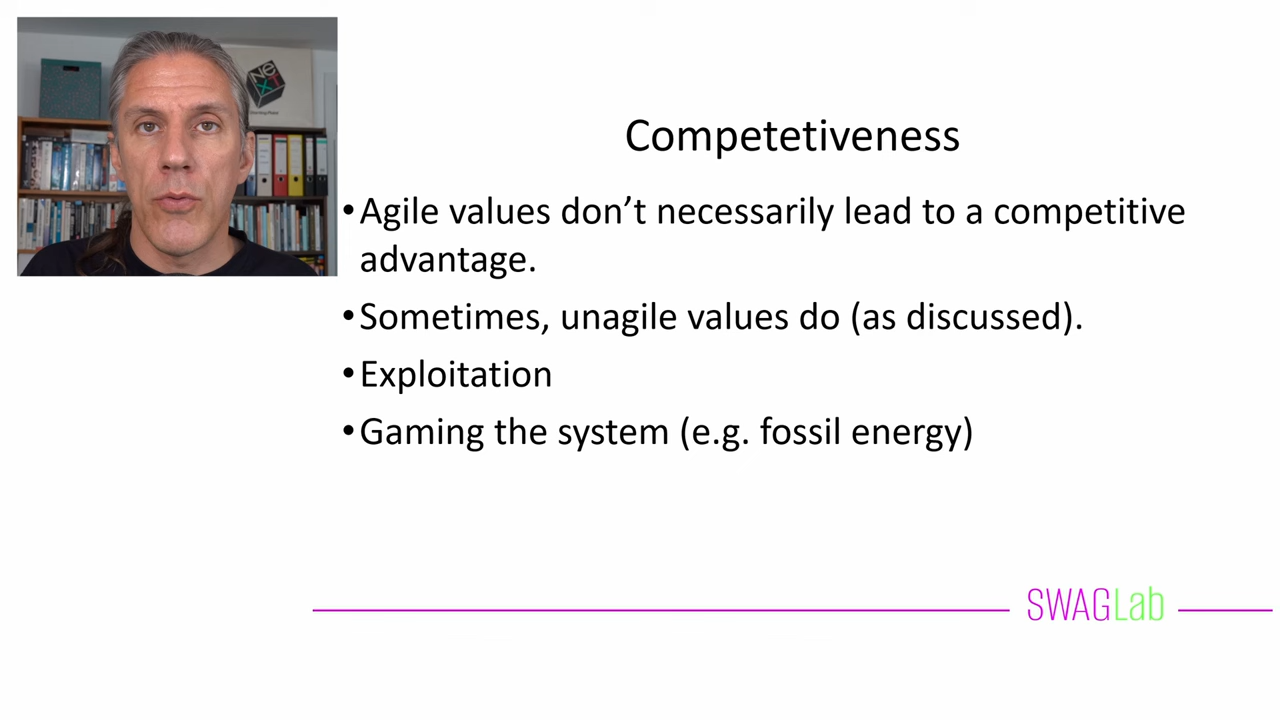 NeXT
Competetiveness
•Agile values don’t necessarily lead to a competitive
advantage.
•Sometimes, unagile values do (as discussed).
•Exploitation
•Gaming the system (e.g. fossil energy)
SWAGLab